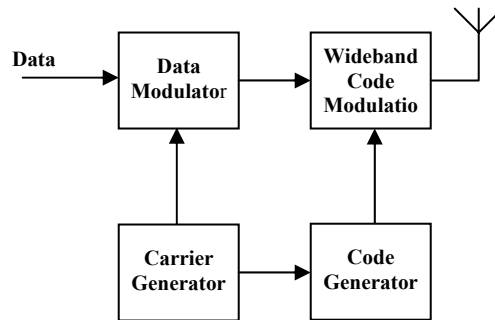 Data
Data
Modulator
Wideband
Code
Modulatio
Carrier
Generator
Code
Generator